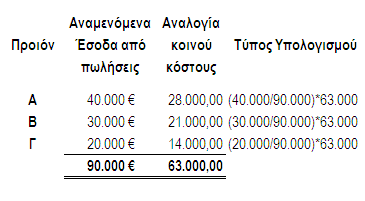 Προιόν Αναμενόμενα Έσοδα από πωλήσεις Αναλογία κοινού κόστους Τύπος Υπολογισμού
Α 40.000 € 28.000,00 (40.000/90.000)*63.000
Β 30.000 € 21.000,00 (30.000/90.000)*63.000
Γ 20.000 € 14.000,00 (20.000/90.000)*63.000
90.000 € 63.000,00